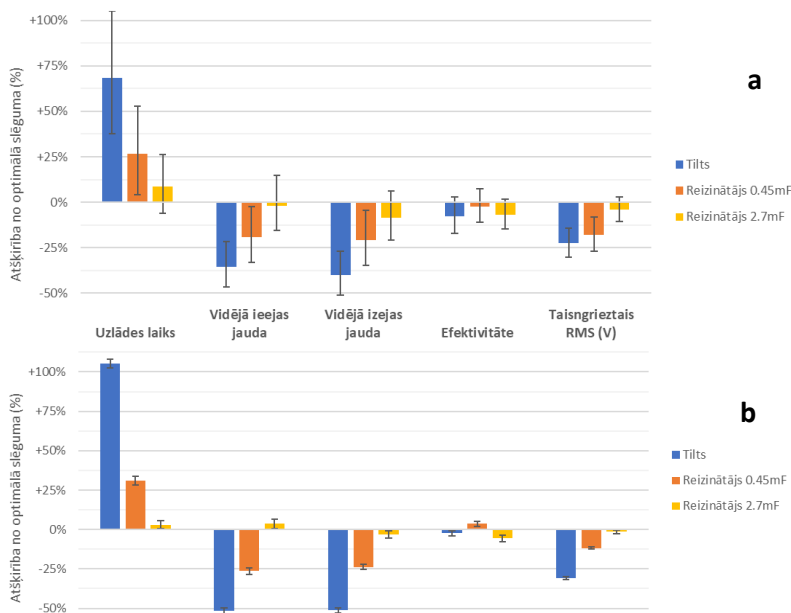 Atšķirība no optimālā slēguma (%)
+100%
+75%
+50%
+25%
0%
-25%
-50%
a
Tilts
Reizinātājs 0.45mF
Reizinātājs 2.7mF
Uzlādes laiks
Vidējā ieejas
jauda
Vidējā izejas
jauda
Efektivitāte
Taisngrieztais
RMS (V)
Atšķirība no optimālā slēguma (%)
+100%
+75%
+50%
+25%
0%
-25%
-50%
b
Tilts
Reizinātājs 0.45mF
Reizinātājs 2.7mF